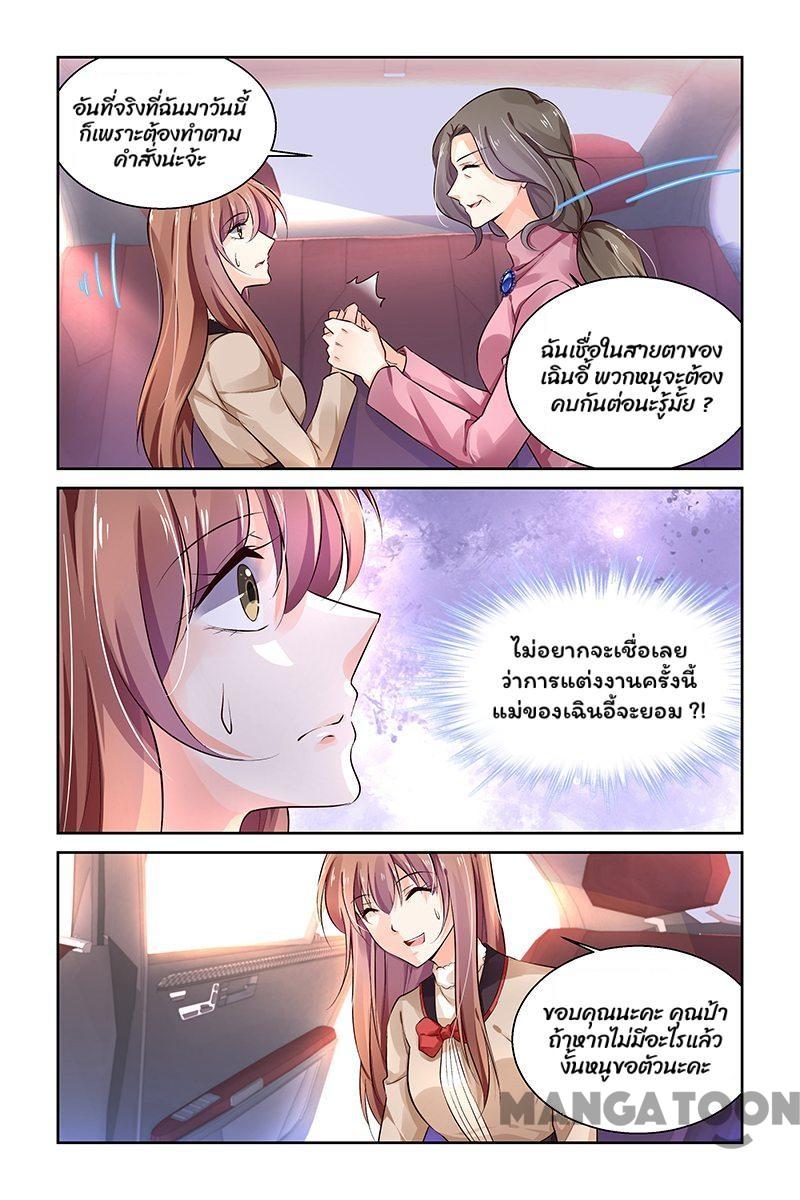 อันที่จริงที่ฉันมาวันนี้
ก็เพราะต้องทำตาม
คำสั่งน่ะจ้ะ
ฉันเชื่อในสายตาของ
เฉินอี้ พวกหนูจะต้อง
คบกันต่อนะรู้มั้ย ?
ไม่อยากจะเชื่อเลย
ว่าการแต่งงานครั้งนี้
แม่ของเฉินอี้จะยอม ?!
ขอบคุณนะคะ คุณป้า
ถ้าหากไม่มีอะไรแล้ว
งั้นหนูขอตัวนะคะ
MANGATOON